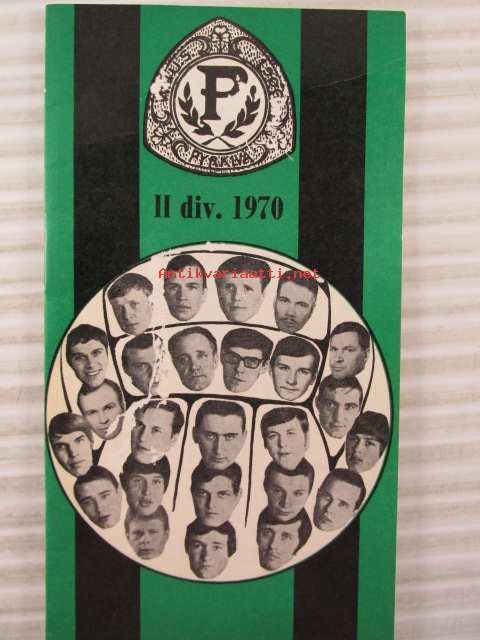 P
II div. 1970
Antikvariaatti.net